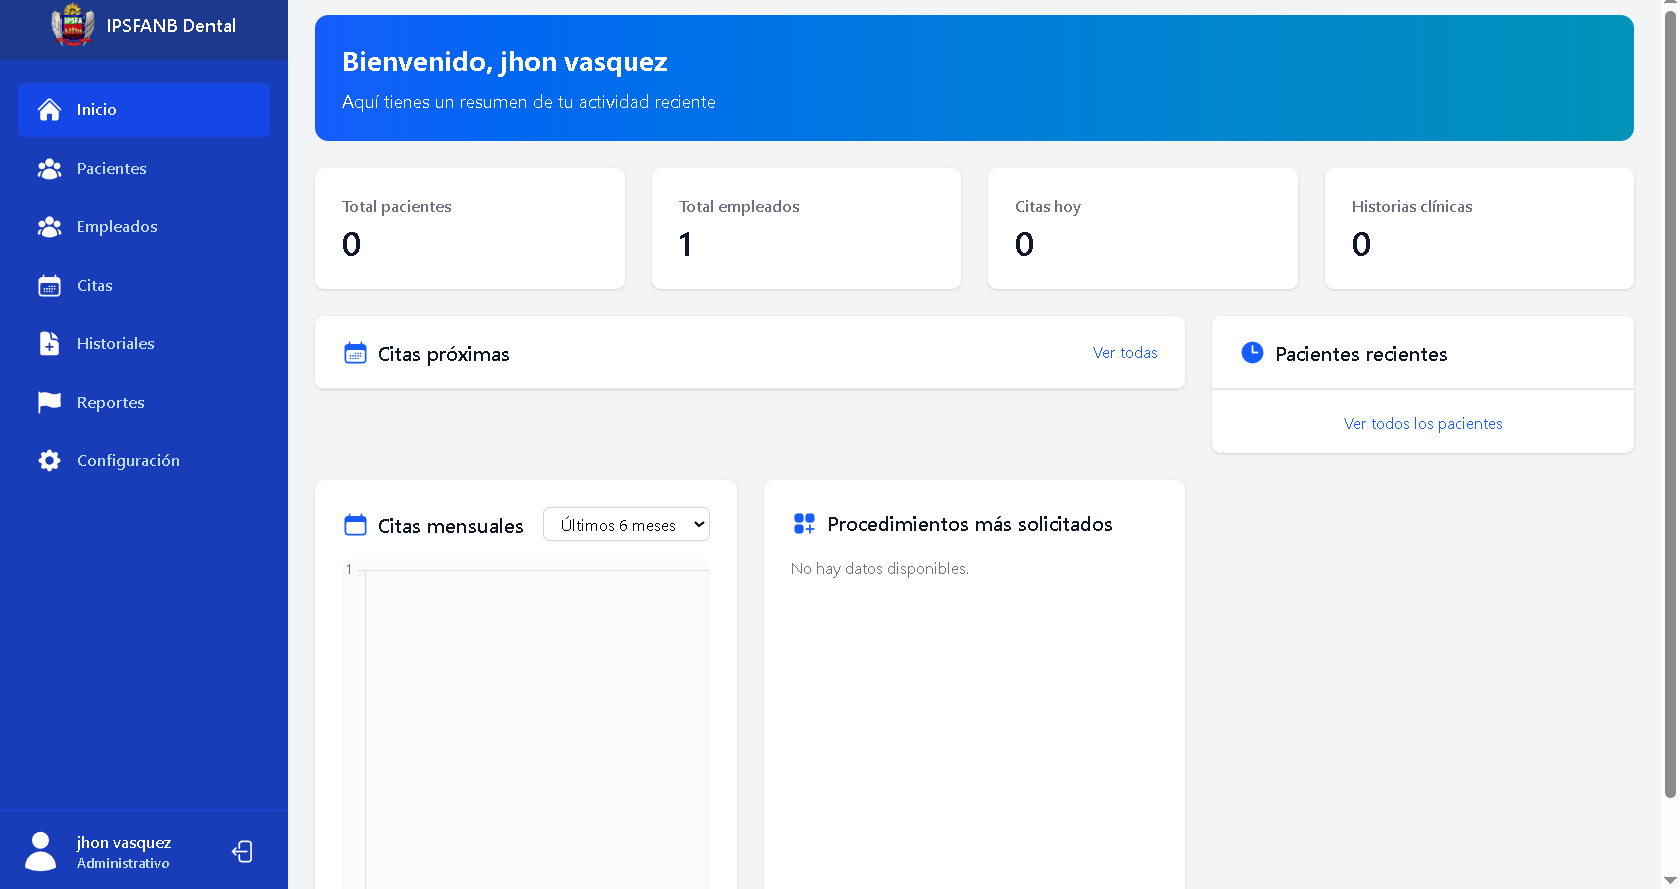 IPSFA
IPSFANB Dental
Inicio
Pacientes
Empleados
Citas
Historiales
Reportes
Configuración
jhon vasquez
Administrativo
Bienvenido, jhon vasquez
Aquí tienes un resumen de tu actividad reciente
Total pacientes
0
Total empleados
1
Citas hoy
0
Historias clínicas
0
Citas próximas
Ver todas
Pacientes recientes
Ver todos los pacientes
Citas mensuales
Últimos 6 meses
1
Procedimientos más solicitados
No hay datos disponibles.